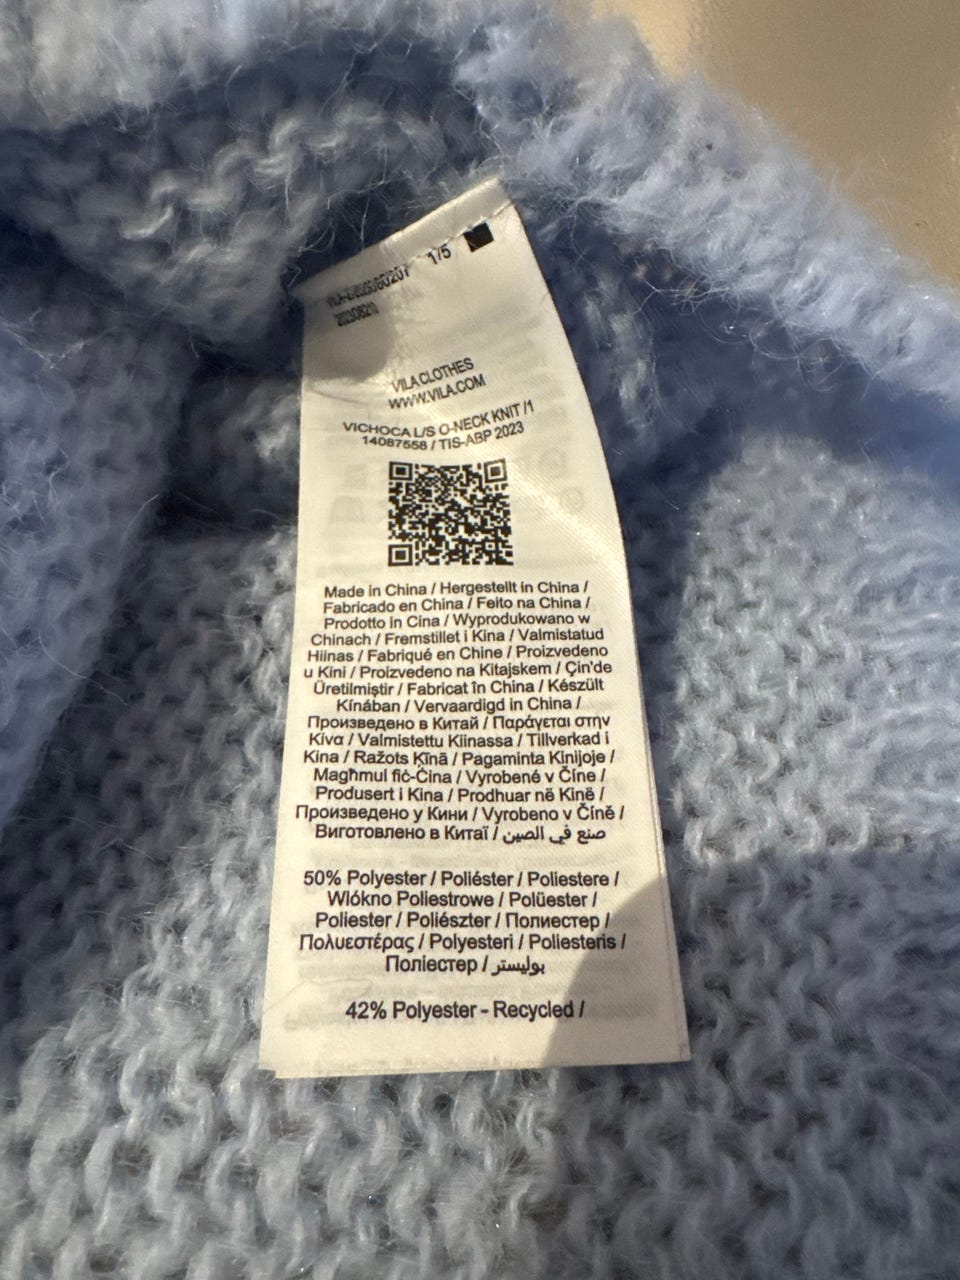 1/5
VILA CLOTHES
WWW.VILA.COM
VICHOCA L/S O-NECK KNIT /1
14087558 / TIS-ABP 2023
Made in China / Hergestellt in China /
Fabricado en China / Feito na China /
Prodotto in Cina / Wyprodukowano w
Chinach / Fremstillet i Kina / Valmistatud
Hiinas / Fabriqué en Chine / Proizvedeno
u Kini / Proizvedeno na Kitajskem / Çin'de
Üretilmiştir / Fabricat în China / Készült
Kínában / Vervaardigd in China /
Произведено в Китай / Παράγεται στην
Κίνα / Valmistettu Kiinassa / Tillverkad i
Kina / Ražots Ķīnā / Pagaminta Kinijoje /
Magħmul fiċ-Ċina / Vyrobené v Číne /
Produsert i Kina / Prodhuar në Kinë /
Произведено у Кини / Vyrobeno v Číně /
Виготовлено в Китаї / صنع في الصين
50% Polyester / Poliéster / Poliestere /
Wlókno Poliestrowe / Polüester /
Poliester / Poliészter / Полиестер /
Πολυεστέρας / Polyesteri / Poliesteris /
Поліестер / بوليستر
42% Polyester - Recycled /